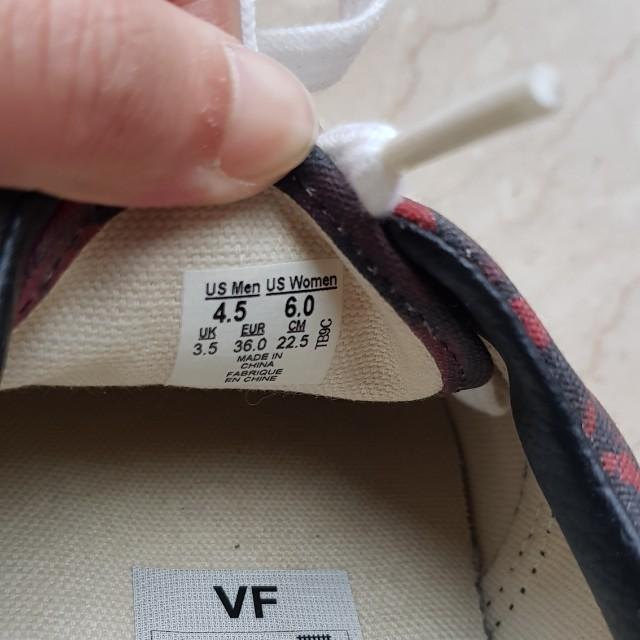 US Men US Women
4.5 6.0
UK EUR CM
3.5 36.0 22.5
MADE IN
CHINA
FABRIQUE
EN CHINE
TB9C
VF